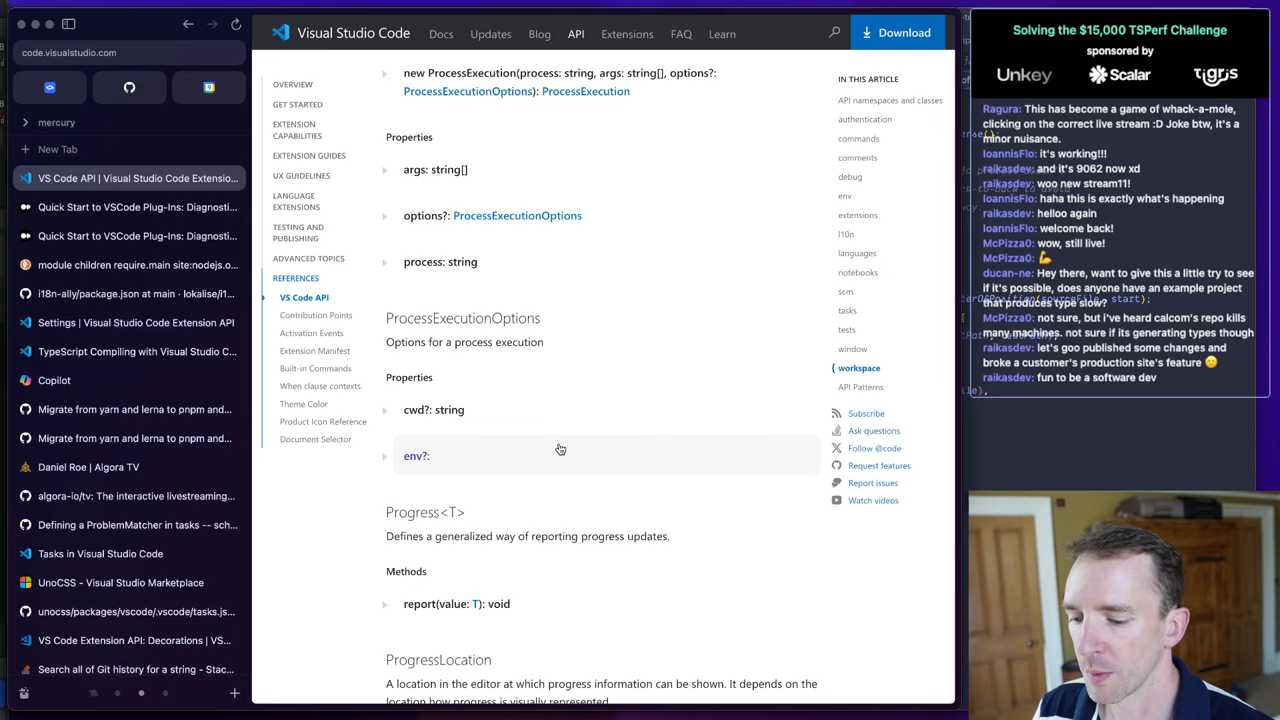 code.visualstudio.com
mercury
New Tab
VS Code API | Visual Studio Code Extensio...
Quick Start to VSCode Plug-Ins: Diagnosti...
Quick Start to VSCode Plug-Ins: Diagnosti...
module children requirement site:nodejs.o...
i18n-ally/package.json at main · lokalise/i1...
Settings | Visual Studio Code Extension API
TypeScript Compiling with Visual Studio C...
Copilot
Migrate from yarn and lerna to pnpm and...
Migrate from yarn and lerna to pnpm and...
Daniel Roe | Algora TV
algora-io/tv: The interactive livestreaming...
Defining a ProblemMatcher in tasks -- sch...
Tasks in Visual Studio Code
UnoCSS - Visual Studio Marketplace
unocss/packages/vscode/.vscode/tasks.js...
VS Code Extension API, Decorations | VS...
Search all of Git history for a string - Stac...
Visual Studio Code
Docs
Updates
Blog
API
Extensions
FAQ
Learn
Download
OVERVIEW
GET STARTED
EXTENSION
CAPABILITIES
EXTENSION GUIDES
UX GUIDELINES
LANGUAGE
EXTENSIONS
TESTING AND
PUBLISHING
ADVANCED TOPICS
REFERENCES
VS Code API
Contribution Points
Activation Events
Extension Manifest
Built-in Commands
When clause contexts
Theme Color
Product Icon Reference
Document Selector
new ProcessExecution(process: string, args: string[], options?:
ProcessExecutionOptions): ProcessExecution
Properties
args: string[]
options?: ProcessExecutionOptions
process: string
ProcessExecutionOptions
Options for a process execution
Properties
cwd?: string
env?:
Progress<T>
Defines a generalized way of reporting progress updates.
Methods
report(value: T): void
ProgressLocation
A location in the editor at which progress information can be shown. It depends on the
location how progress is visually represented.
IN THIS ARTICLE
API namespaces and classes
authentication
commands
comments
debug
env
extensions
l10n
languages
notebooks
scm
tasks
tests
window
workspace
API Patterns
Subscribe
Ask questions
Follow @code
Request features
Report issues
Watch videos
Solving the $15,000 TSPerf Challenge
sponsored by
Unkey
Scalar
tigris
Ragura: This has become a game of whack-a-mole,
clicking on the correct live stream :D Joke btw, it's a
minor nuisance.
IoannisFlo: it's working!!!
raikasdev: and it's 9062 now xd
raikasdev: woo new stream11!
IoannisFlo: haha this is exactly what's happening
raikasdev: helloo again
IoannisFlo: welcome back!
McPizza0: wow, still live!
McPizza0: 💪
ducan-ne: Hey there, want to give this a little try to see
if it's possible, does anyone have an example project
that produces type slow?
McPizza0: not sure, but i've heard calcom's repo kills
many machines. not sure if its generating types though
raikasdev: let's goo published some changes and
broke a customer's production site's feature 😶
raikasdev: fun to be a software dev